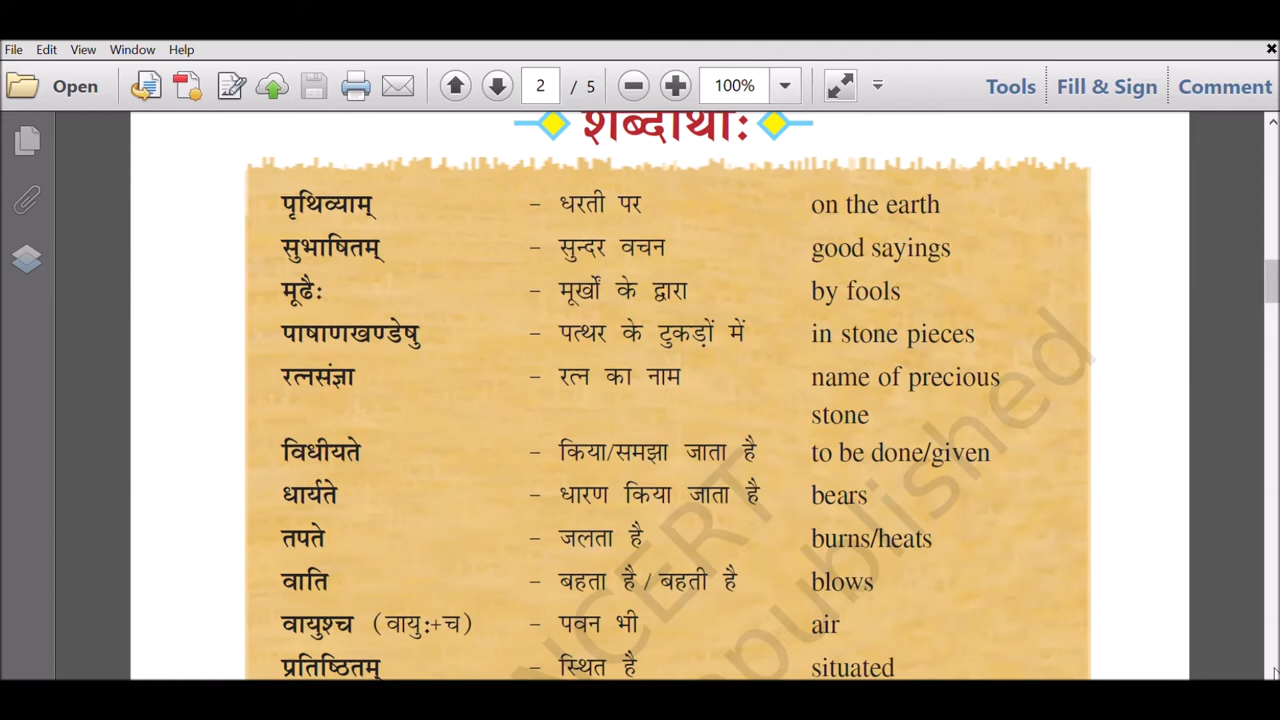 File Edit View Window Help
Open 2 / 5 100% Tools Fill & Sign Comment
शब्दार्थाः
पृथिव्याम् – धरती पर on the earth
सुभाषितम् – सुन्दर वचन good sayings
मूढैः – मूर्खों के द्वारा by fools
पाषाणखण्डेषु – पत्थर के टुकड़ों में in stone pieces
रत्नसंज्ञा – रत्न का नाम name of precious
stone
विधीयते – किया/समझा जाता है to be done/given
धार्यते – धारण किया जाता है bears
तपते – जलता है burns/heats
वाति – बहता है / बहती है blows
वायुश्च (वायुः+च) – पवन भी air
प्रतिष्ठितम् – स्थित है situated
NCERT
published